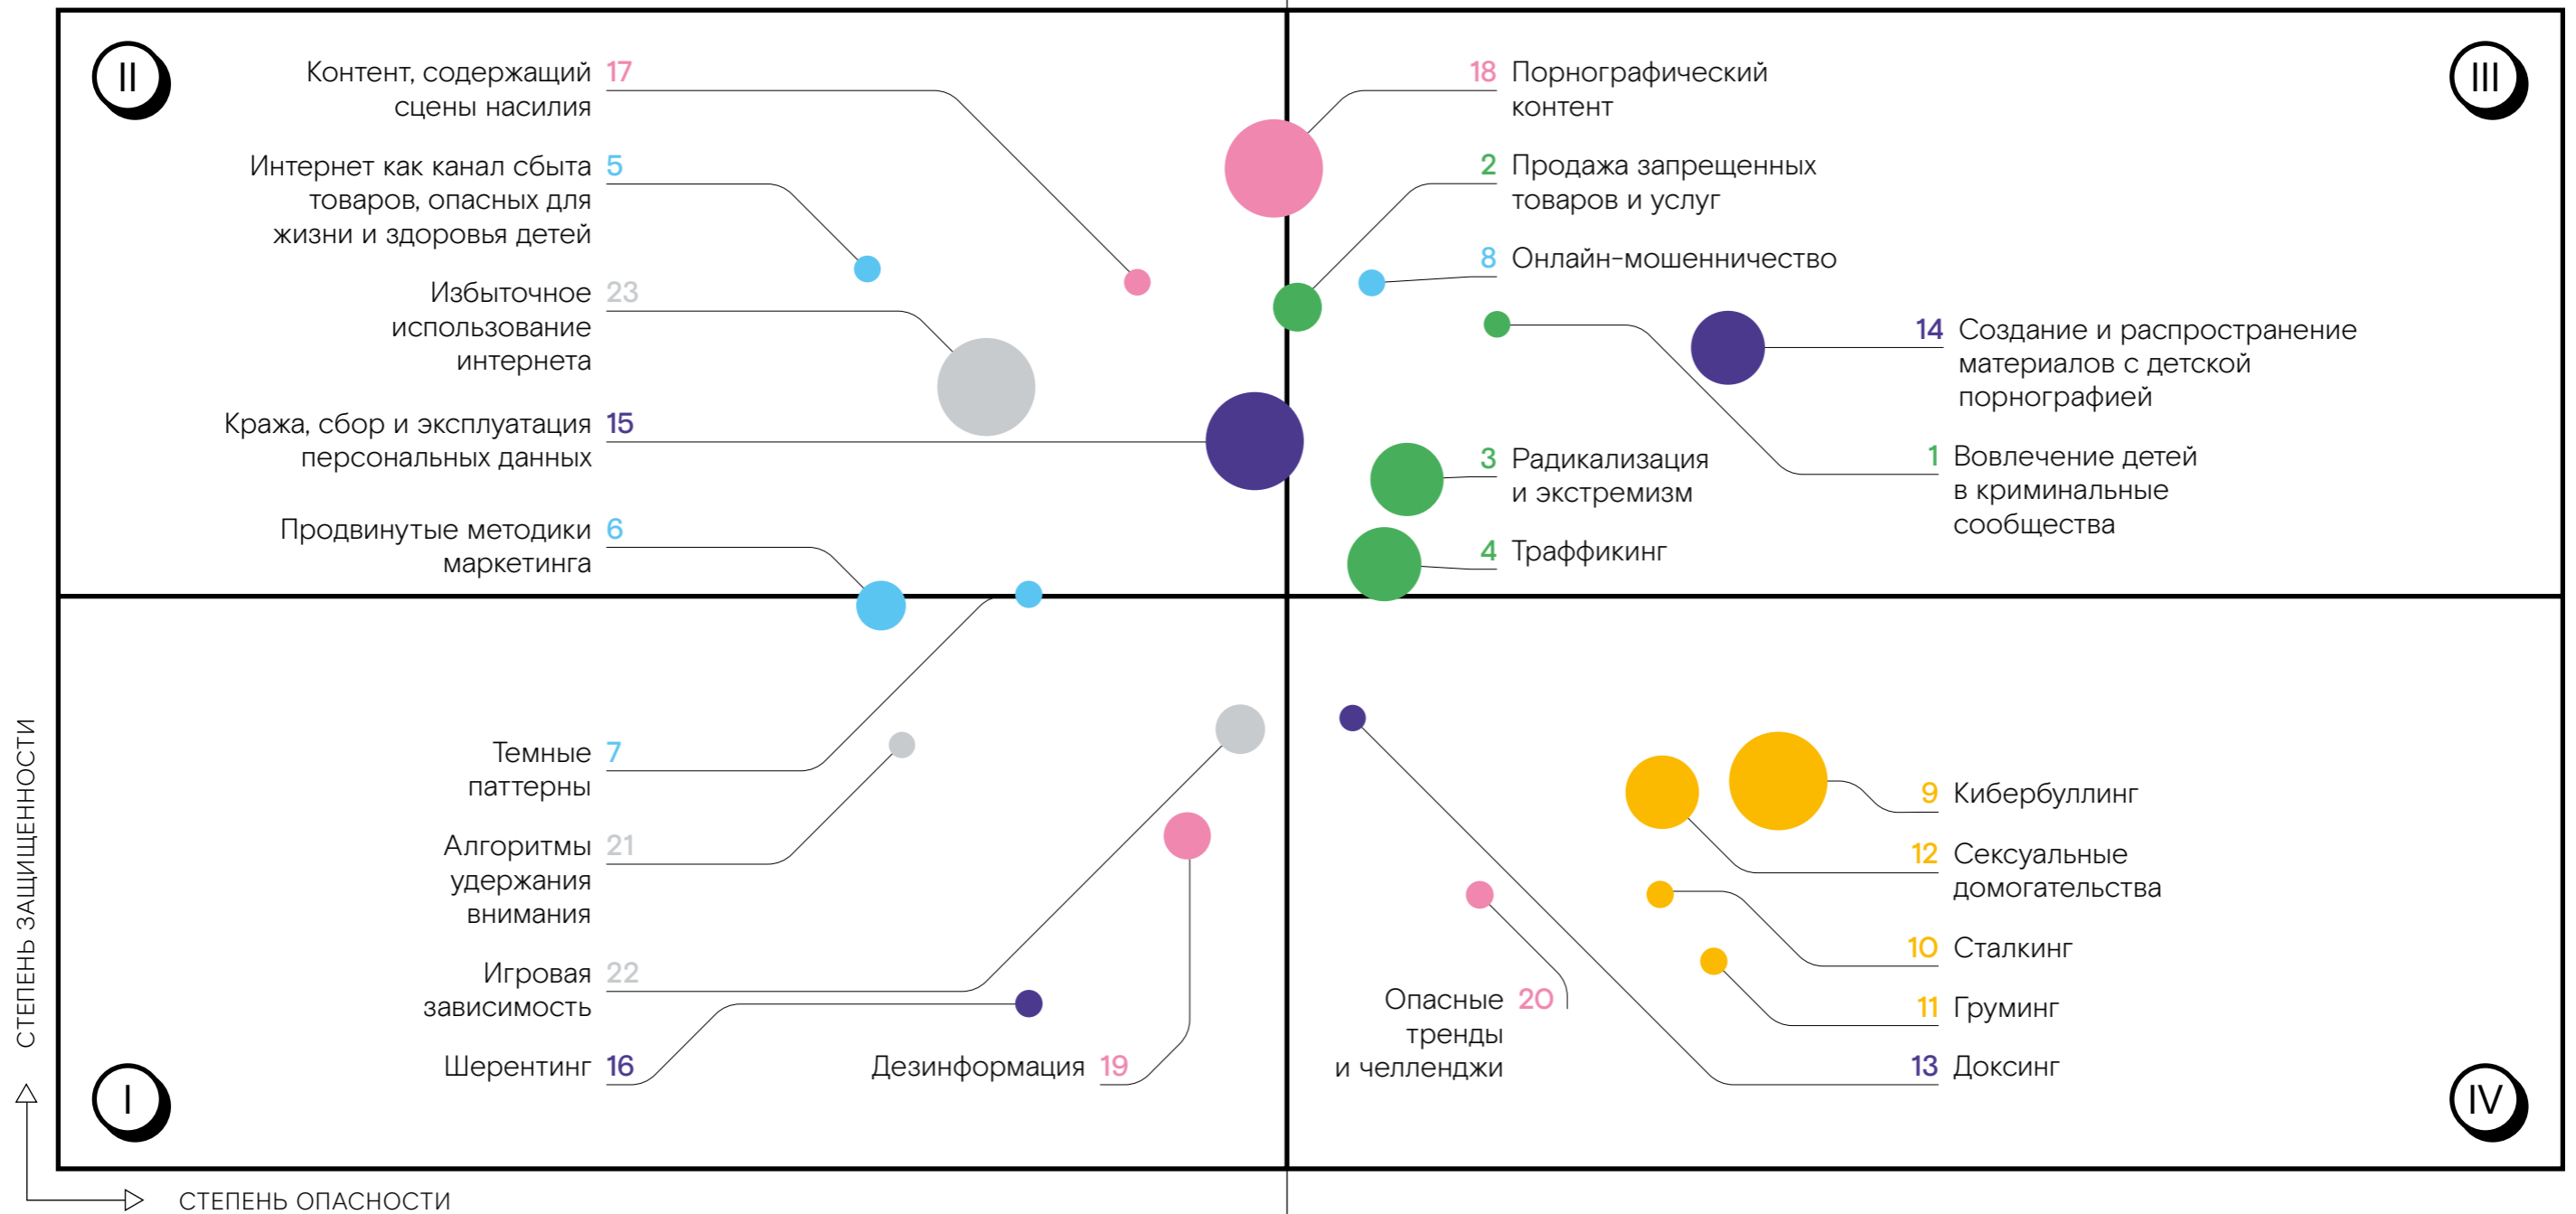 II
Контент, содержащий 17
сцены насилия
Интернет как канал сбыта 5
товаров, опасных для
жизни и здоровья детей
Избыточное 23
использование
интернета
Кража, сбор и эксплуатация 15
персональных данных
Продвинутые методики 6
маркетинга
III
18 Порнографический
контент
2 Продажа запрещенных
товаров и услуг
8 Онлайн-мошенничество
14 Создание и распространение
материалов с детской
порнографией
3 Радикализация
и экстремизм
1 Вовлечение детей
в криминальные
сообщества
4 Траффикинг
Темные 7
паттерны
Алгоритмы 21
удержания
внимания
Игровая 22
зависимость
Шерентинг 16
Дезинформация 19
I
9 Кибербуллинг
12 Сексуальные
домогательства
10 Сталкинг
11 Груминг
13 Доксинг
Опасные 20
тренды
и челленджи
IV
СТЕПЕНЬ ЗАЩИЩЕННОСТИ
СТЕПЕНЬ ОПАСНОСТИ